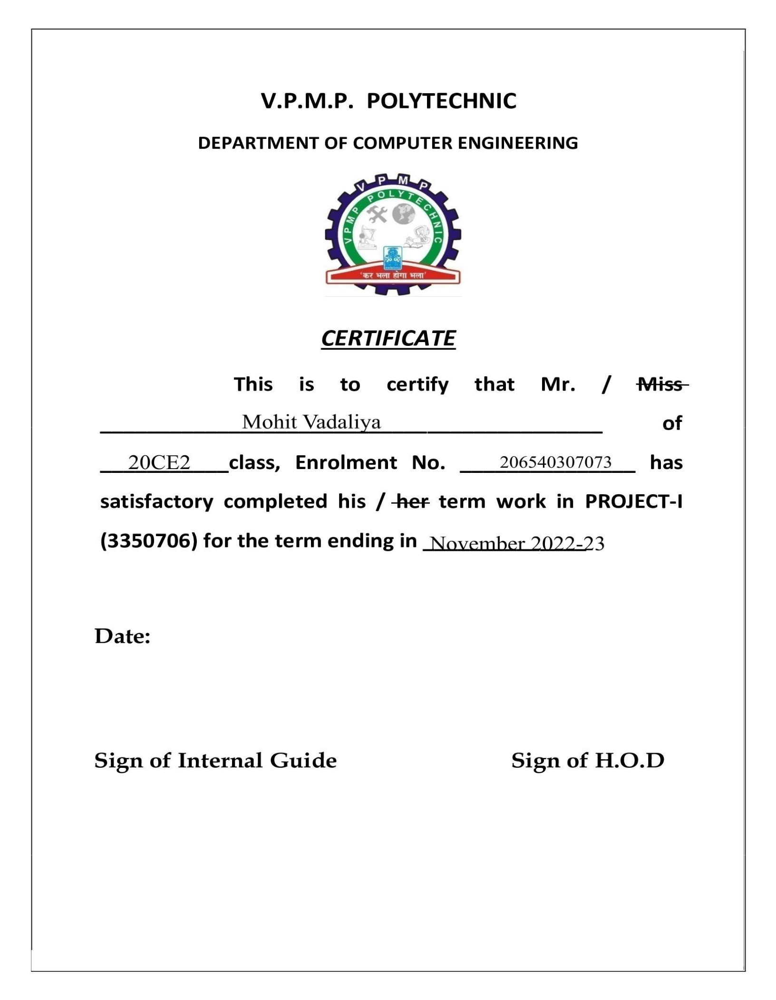 V.P.M.P. POLYTECHNIC
DEPARTMENT OF COMPUTER ENGINEERING
V P M P
VPMP POLYTECHNIC
'कर भला होगा भला'
CERTIFICATE
This is to certify that Mr. / Miss
Mohit Vadaliya of
20CE2 class, Enrolment No. 206540307073 has
satisfactory completed his / her term work in PROJECT-I
(3350706) for the term ending in November 2022-23
Date:
Sign of Internal Guide Sign of H.O.D